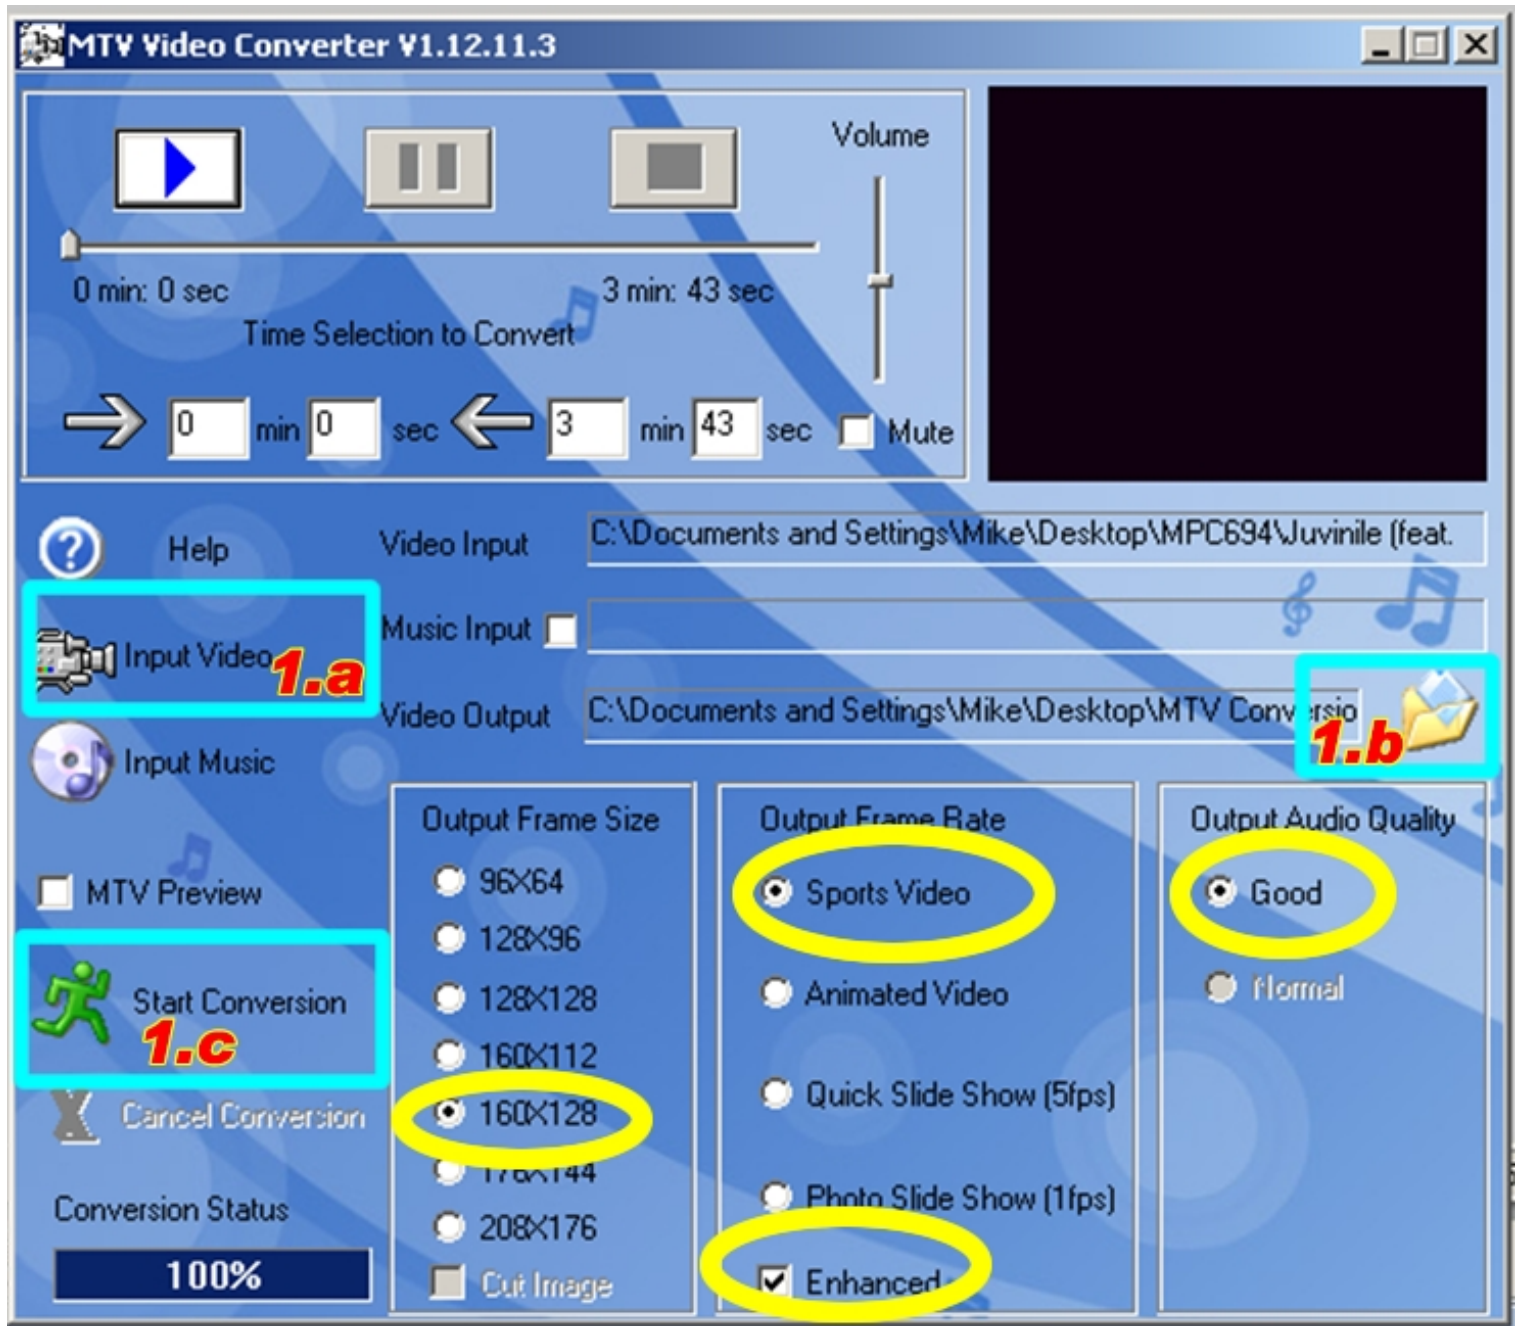 MTV Video Converter V1.12.11.3
Volume
0 min: 0 sec
3 min: 43 sec
Time Selection to Convert
0 min 0 sec 3 min 43 sec Mute
Help
Video Input C:\Documents and Settings\Mike\Desktop\MPC694\Juvinile (feat.
Input Video 1.a
Music Input
Video Output C:\Documents and Settings\Mike\Desktop\MTV Conversio
1.b
Input Music
MTV Preview
Start Conversion
1.c
Cancel Conversion
Conversion Status
100%
Output Frame Size
96X64
128X96
128X128
160X112
160X128
176X144
208X176
Cut Image
Output Frame Rate
Sports Video
Animated Video
Quick Slide Show (5fps)
Photo Slide Show (1fps)
Enhanced
Output Audio Quality
Good
Normal